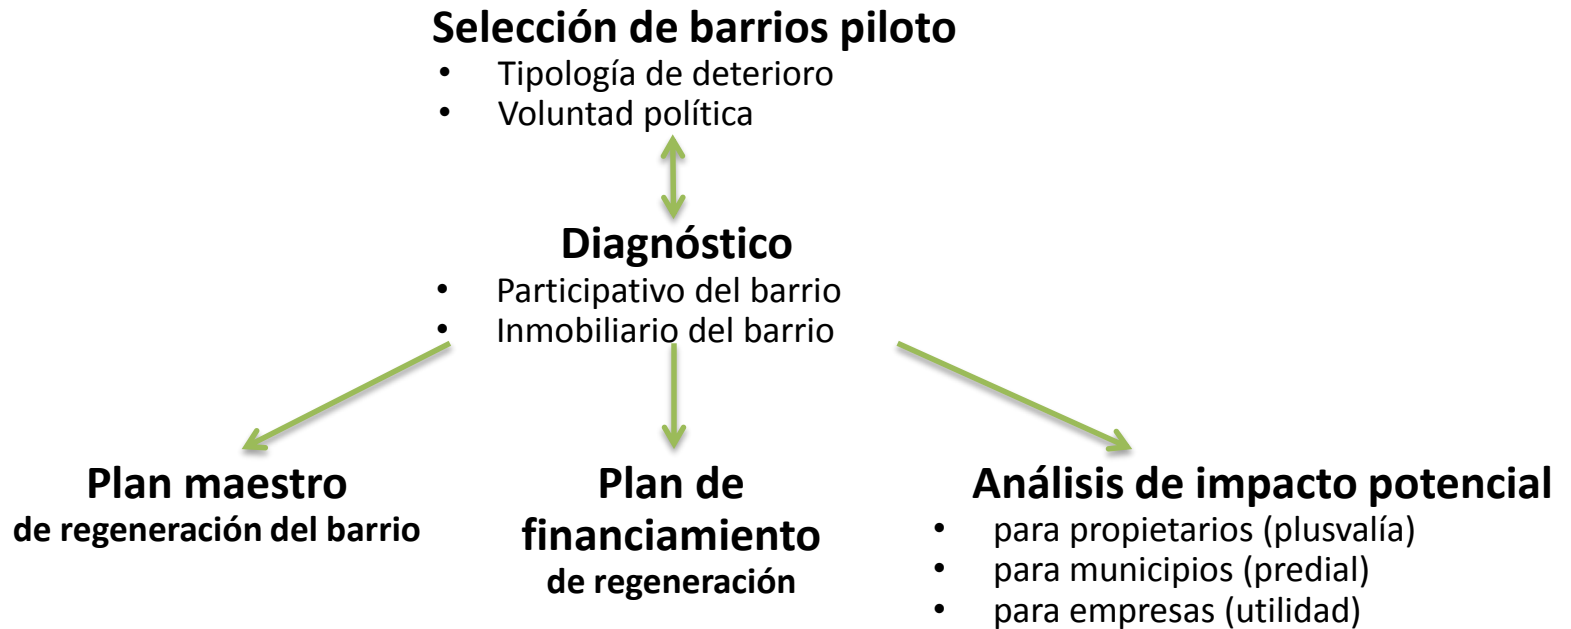 Selección de barrios piloto
• Tipología de deterioro
• Voluntad política
Diagnóstico
• Participativo del barrio
• Inmobiliario del barrio
Plan maestro
de regeneración del barrio
Plan de
financiamiento
de regeneración
Análisis de impacto potencial
• para propietarios (plusvalía)
• para municipios (predial)
• para empresas (utilidad)